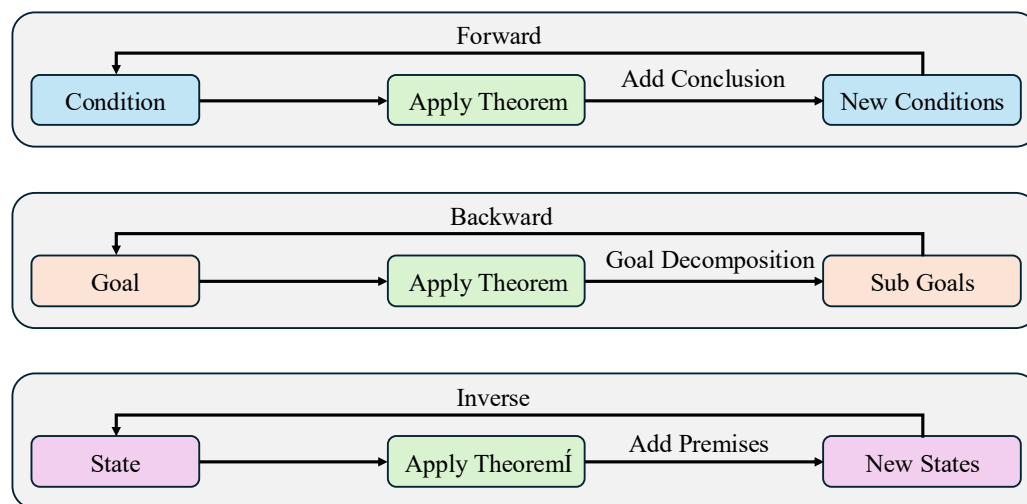 Forward
Condition
Apply Theorem
Add Conclusion
New Conditions
Backward
Goal
Apply Theorem
Goal Decomposition
Sub Goals
Inverse
State
Apply TheoremÍ
Add Premises
New States